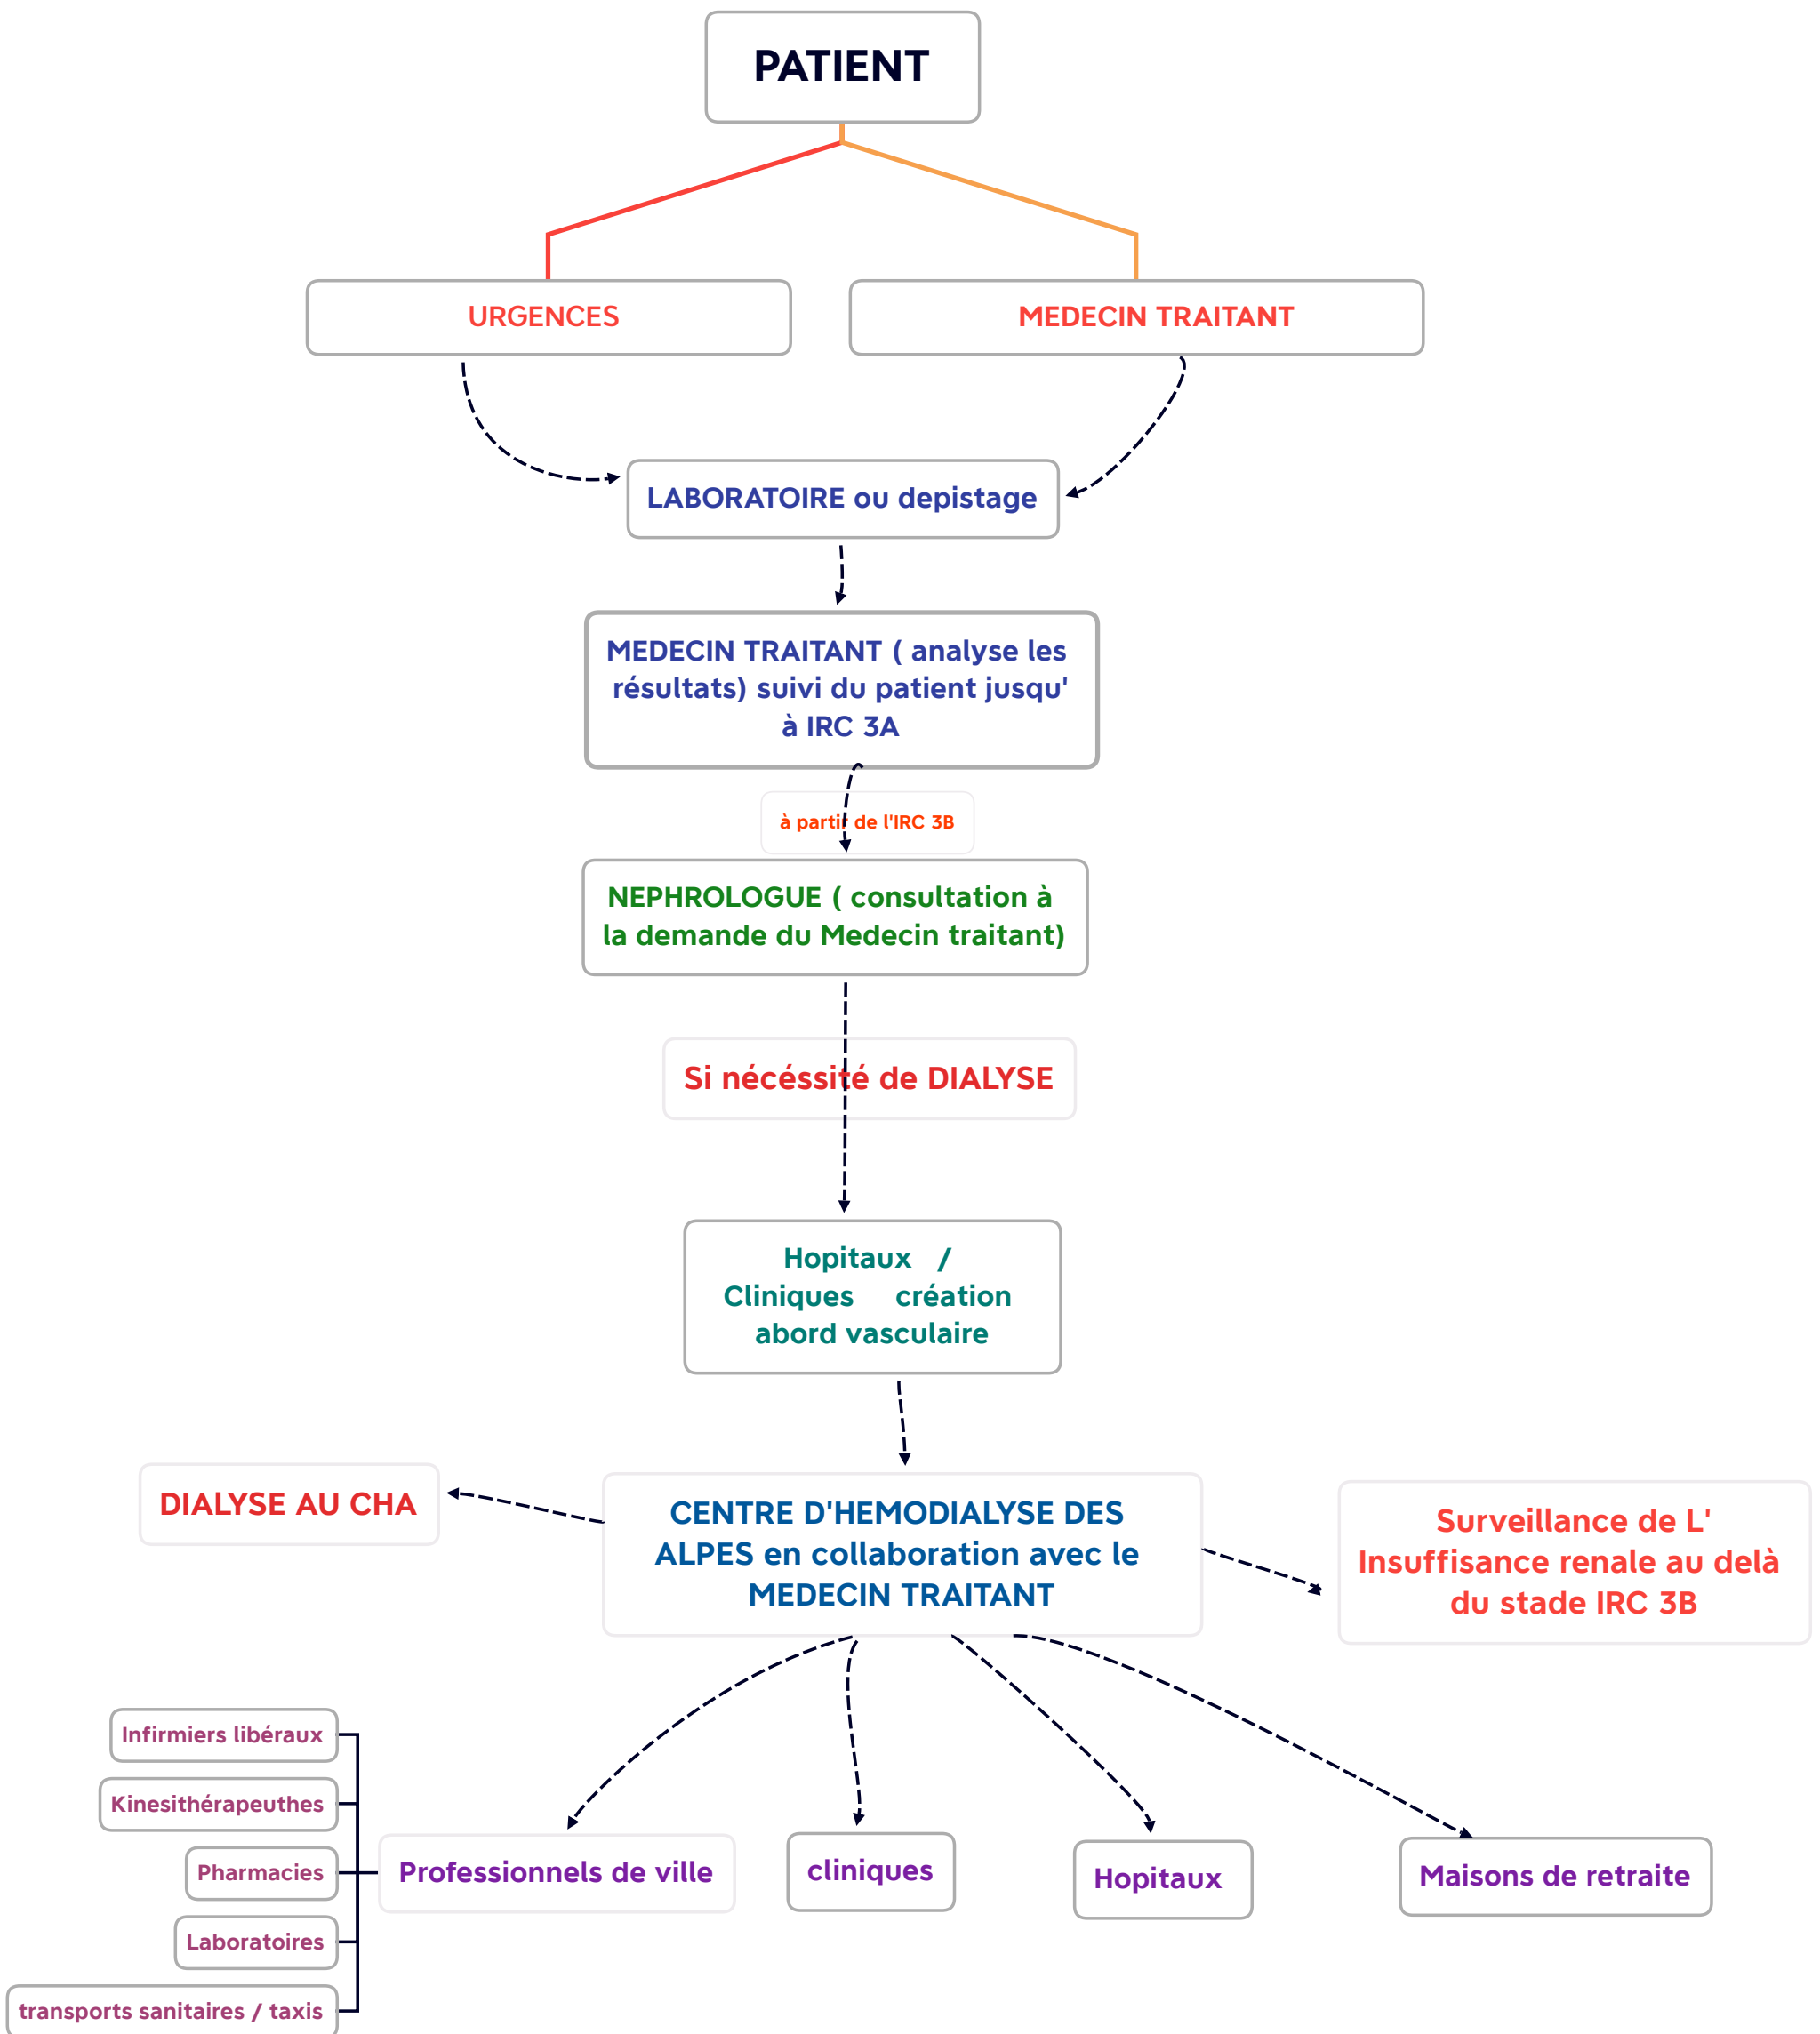 PATIENT
URGENCES
MEDECIN TRAITANT
LABORATOIRE ou depistage
MEDECIN TRAITANT ( analyse les
résultats) suivi du patient jusqu'
à IRC 3A
à partir de l'IRC 3B
NEPHROLOGUE ( consultation à
la demande du Medecin traitant)
Si nécéssité de DIALYSE
Hopitaux /
Cliniques création
abord vasculaire
DIALYSE AU CHA
CENTRE D'HEMODIALYSE DES
ALPES en collaboration avec le
MEDECIN TRAITANT
Surveillance de L'
Insuffisance renale au delà
du stade IRC 3B
Infirmiers libéraux
Kinesithérapeuthes
Pharmacies
Laboratoires
transports sanitaires / taxis
Professionnels de ville
cliniques
Hopitaux
Maisons de retraite